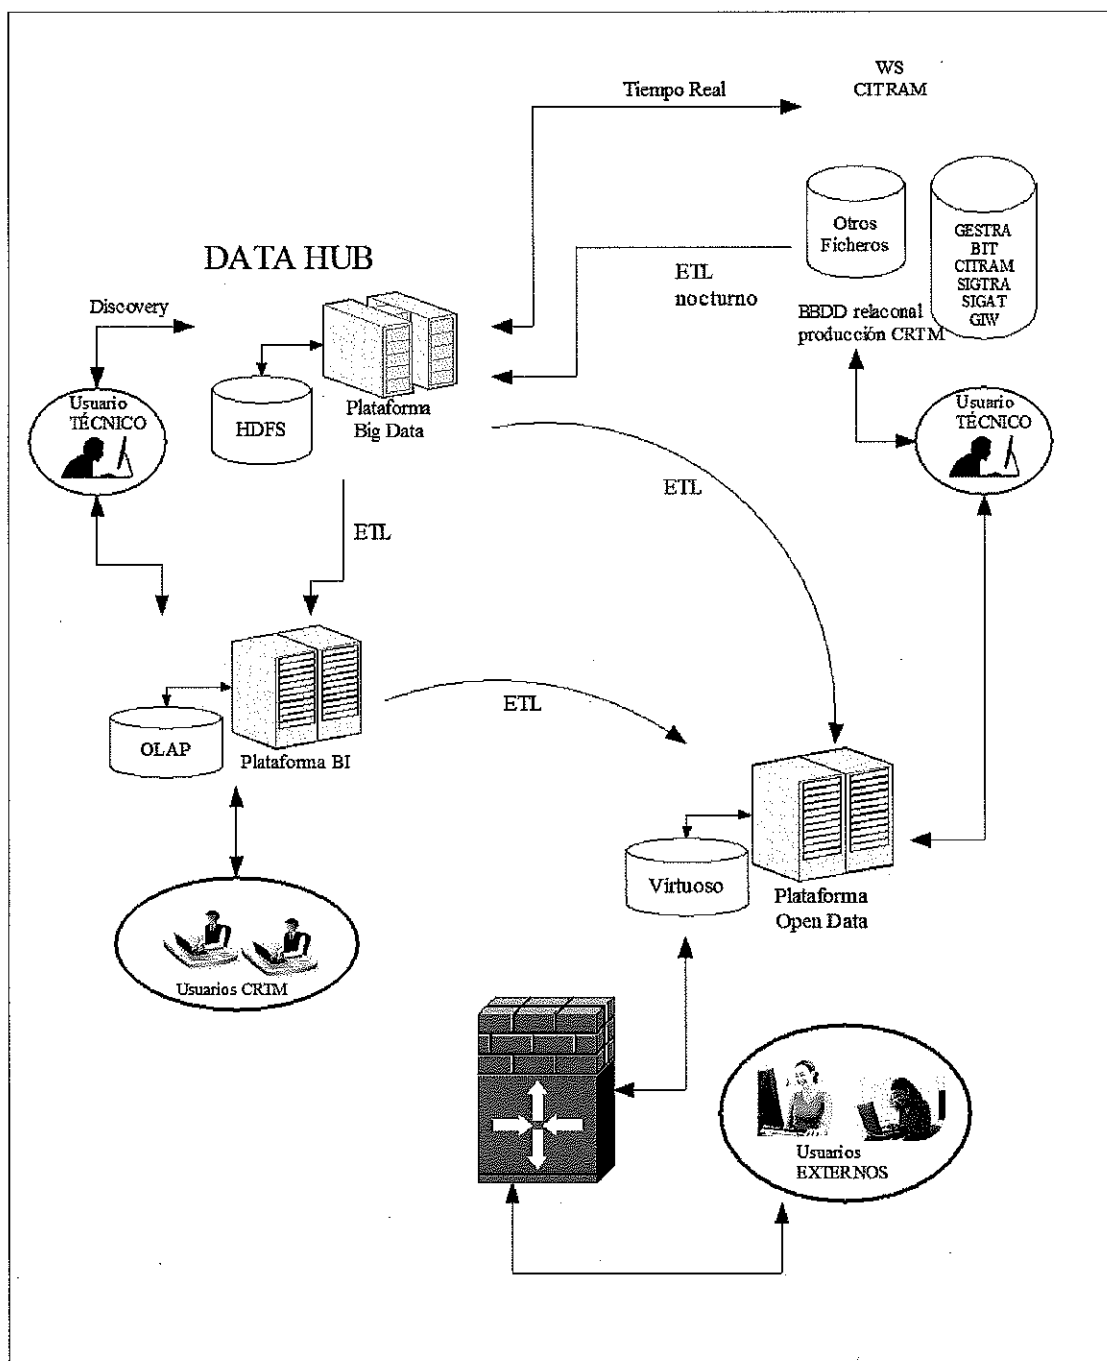 WS
CITRAM
Tiempo Real
Otros
Ficheros
GESTRA
BIT
CITRAM
SIGTRA
SIGAT
GIW
DATA HUB
ETL
nocturno
BBDD relaconal
producción CRTM
Discovery
Usuario
TÉCNICO
HDFS
Plataforma
Big Data
Usuario
TÉCNICO
ETL
ETL
OLAP
Plataforma BI
ETL
Virtuoso
Plataforma
Open Data
Usuarios CRTM
Usuarios
EXTERNOS